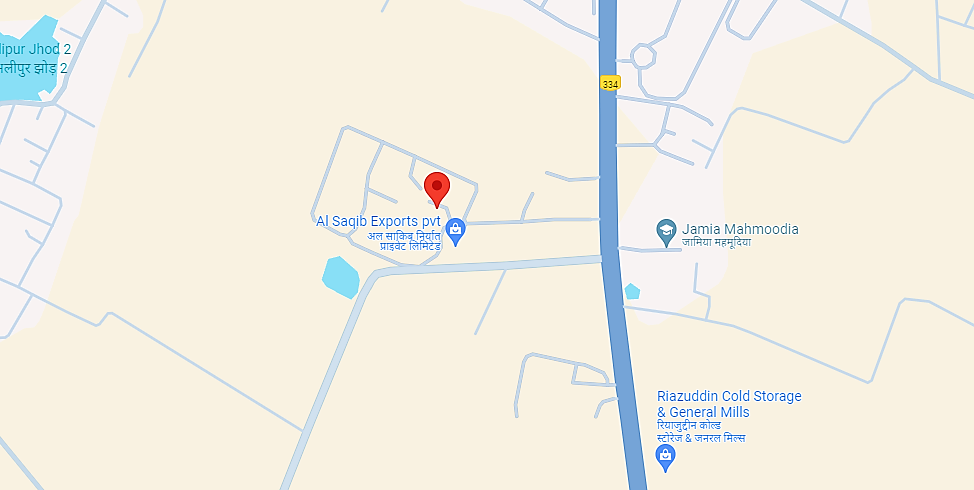 334
lipur Jhod 2
अलीपुर झोड़ 2
Al Saqib Exports pvt
अल साकिब निर्यात
प्राइवेट लिमिटेड
Jamia Mahmoodia
जामिया महमूदिया
Riazuddin Cold Storage
& General Mills
रियाजुद्दीन कोल्ड
स्टोरेज & जनरल मिल्स